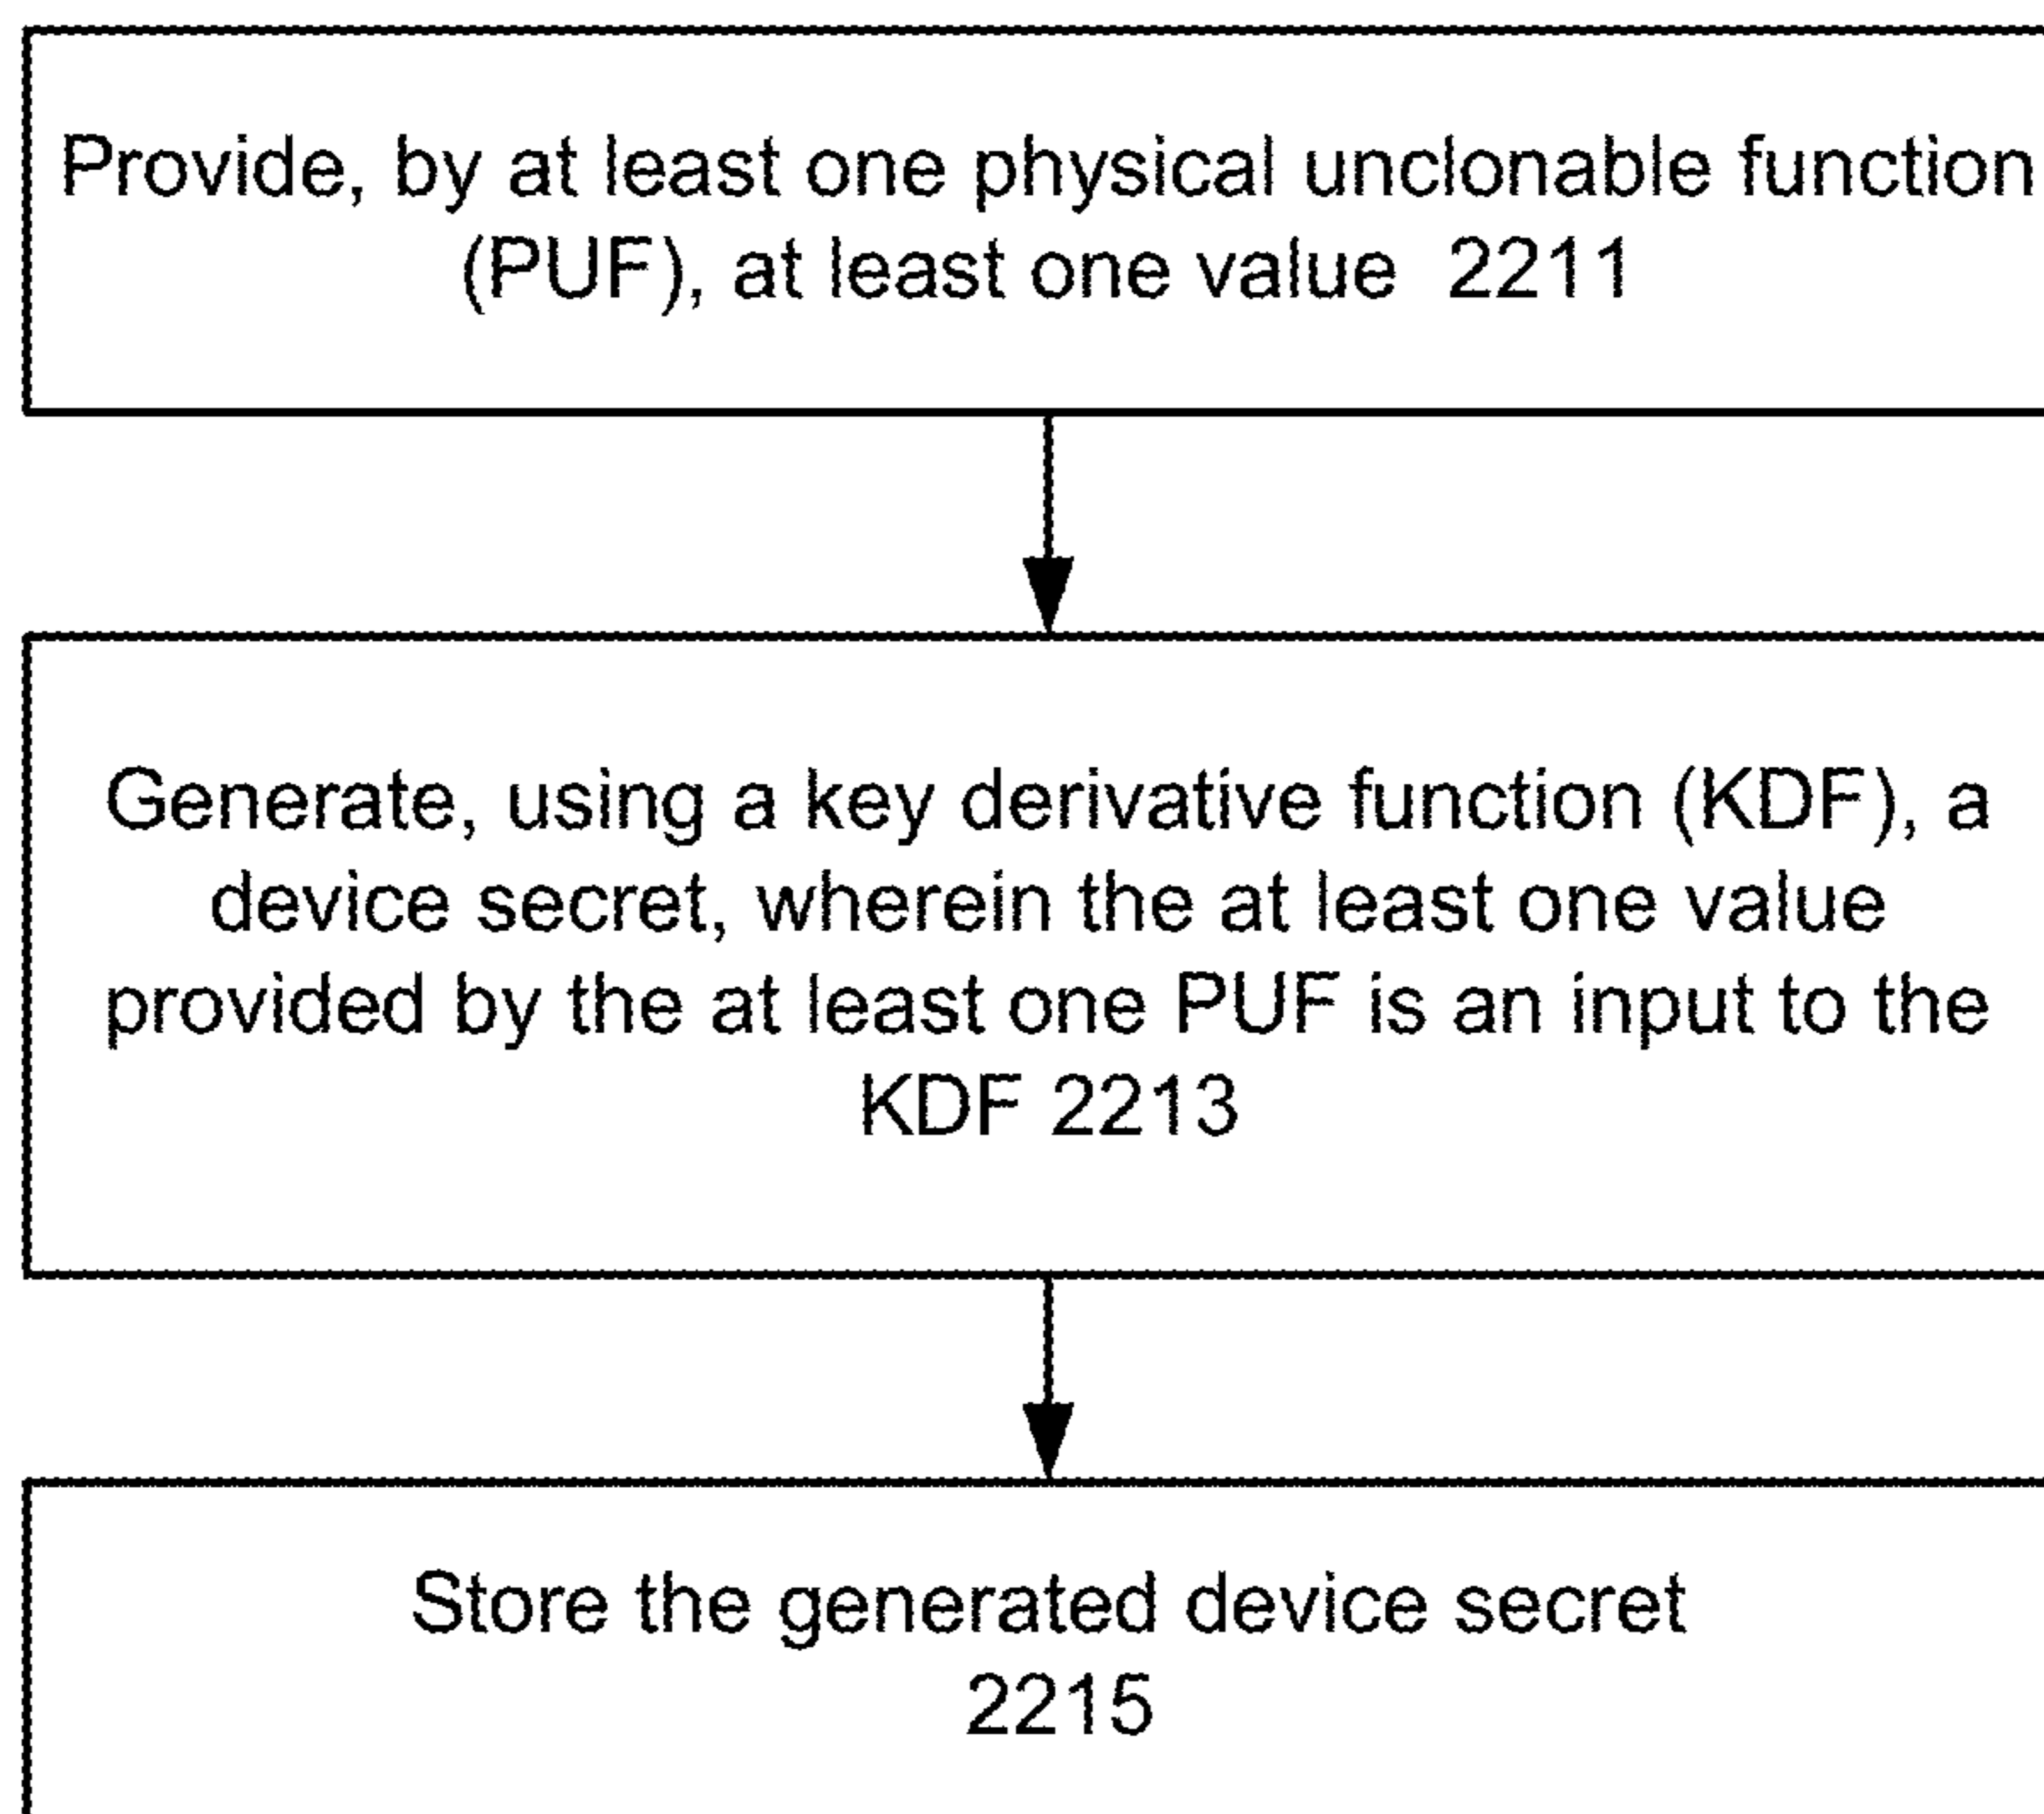 Provide, by at least one physical unclonable function
(PUF), at least one value 2211
Generate, using a key derivative function (KDF), a
device secret, wherein the at least one value
provided by the at least one PUF is an input to the
KDF 2213
Store the generated device secret
2215